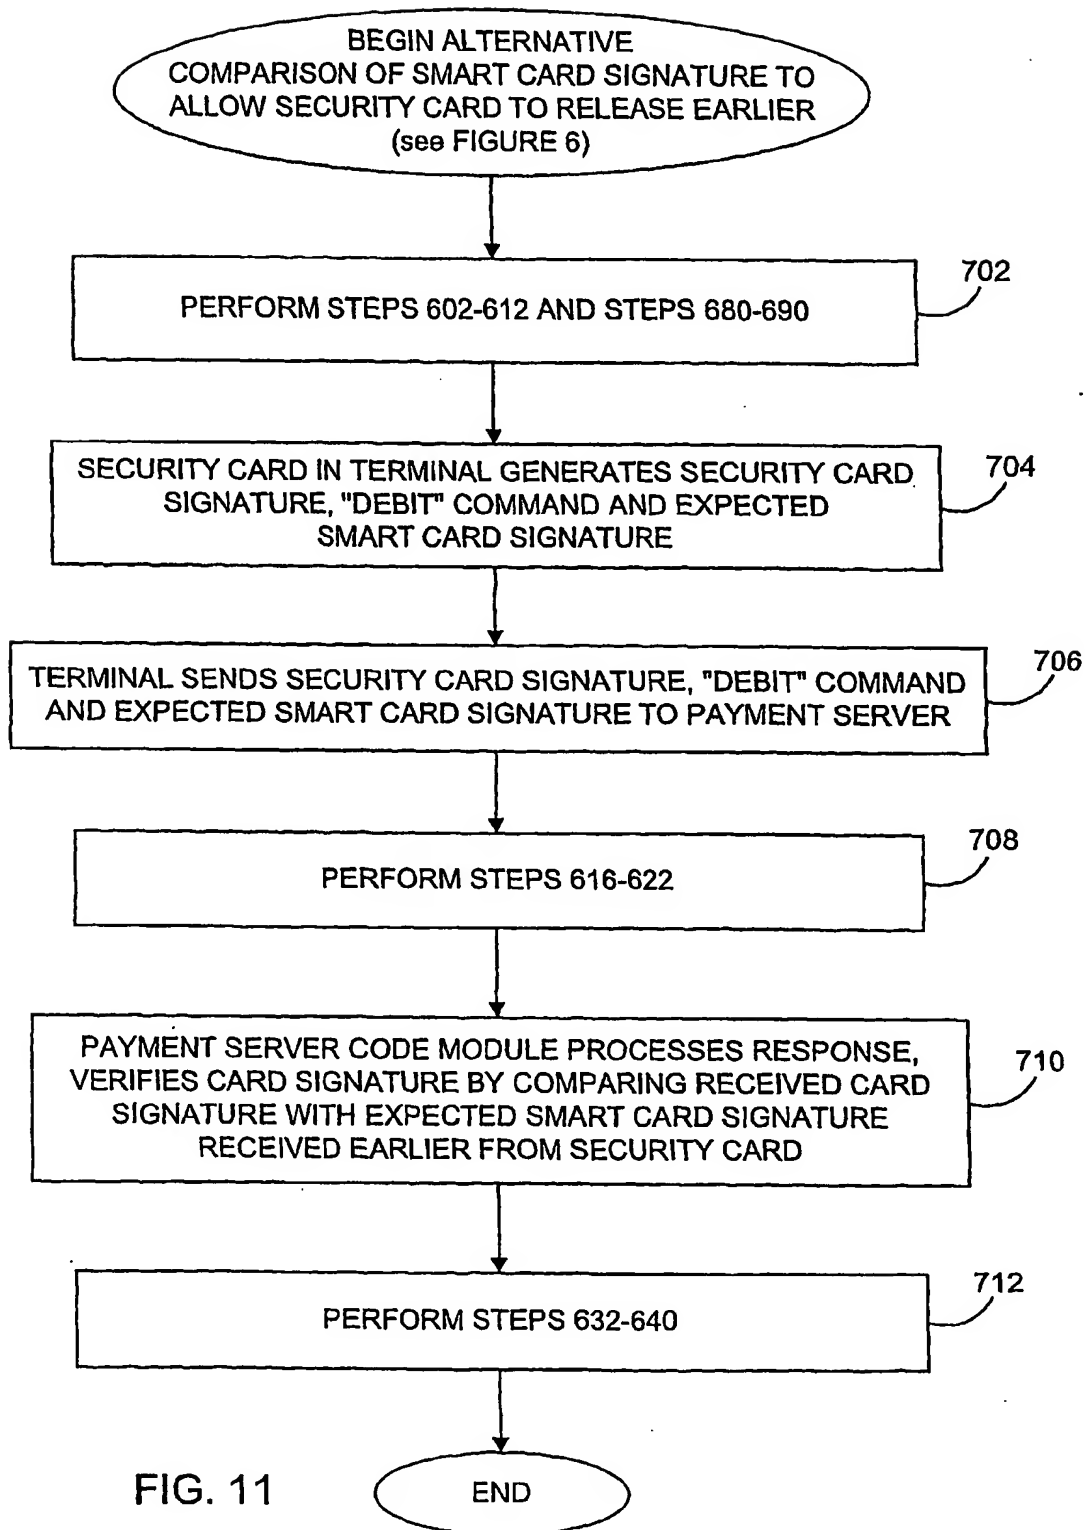 BEGIN ALTERNATIVE
COMPARISON OF SMART CARD SIGNATURE TO
ALLOW SECURITY CARD TO RELEASE EARLIER
(see FIGURE 6)
702
PERFORM STEPS 602-612 AND STEPS 680-690
704
SECURITY CARD IN TERMINAL GENERATES SECURITY CARD
SIGNATURE, "DEBIT" COMMAND AND EXPECTED
SMART CARD SIGNATURE
706
TERMINAL SENDS SECURITY CARD SIGNATURE, "DEBIT" COMMAND
AND EXPECTED SMART CARD SIGNATURE TO PAYMENT SERVER
708
PERFORM STEPS 616-622
710
PAYMENT SERVER CODE MODULE PROCESSES RESPONSE,
VERIFIES CARD SIGNATURE BY COMPARING RECEIVED CARD
SIGNATURE WITH EXPECTED SMART CARD SIGNATURE
RECEIVED EARLIER FROM SECURITY CARD
712
PERFORM STEPS 632-640
END
FIG. 11